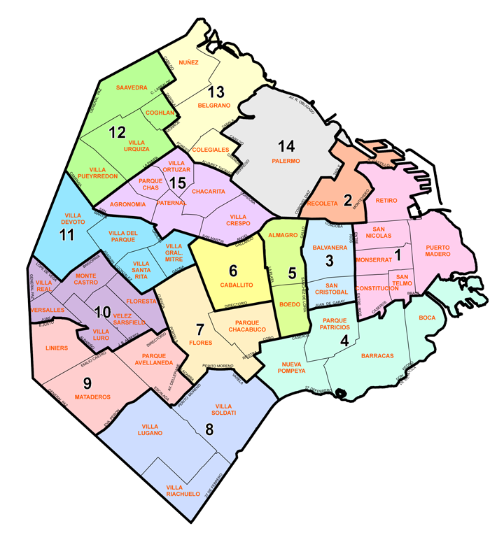 NUÑEZ
13
SAAVEDRA
BELGRANO
COGHLAN
12
VILLA
URQUIZA
COLEGIALES
14
PALERMO
VILLA
PUEYRREDON
VILLA
ORTUZAR
PARQUE
CHAS
15
CHACARITA
AGRONOMIA
PATERNAL
VILLA
CRESPO
2
RECOLETA
RETIRO
VILLA
DEVOTO
11
VILLA DEL
PARQUE
VILLA
GRAL.
MITRE
VILLA
SANTA
RITA
ALMAGRO
5
BOEDO
BALVANERA
3
SAN
CRISTOBAL
SAN
NICOLAS
1
MONSERRAT
PUERTO
MADERO
SAN
TELMO
CONSTITUCIÓN
6
CABALLITO
VILLA
REAL
MONTE
CASTRO
VERSALLES
10
FLORESTA
VELEZ
SARSFIELD
VILLA
LURO
7
FLORES
PARQUE
CHACABUCO
PARQUE
PATRICIOS
BOCA
4
BARRACAS
NUEVA
POMPEYA
LINIERS
PARQUE
AVELLANEDA
9
MATADEROS
VILLA
SOLDATI
8
VILLA
LUGANO
VILLA
RIACHUELO